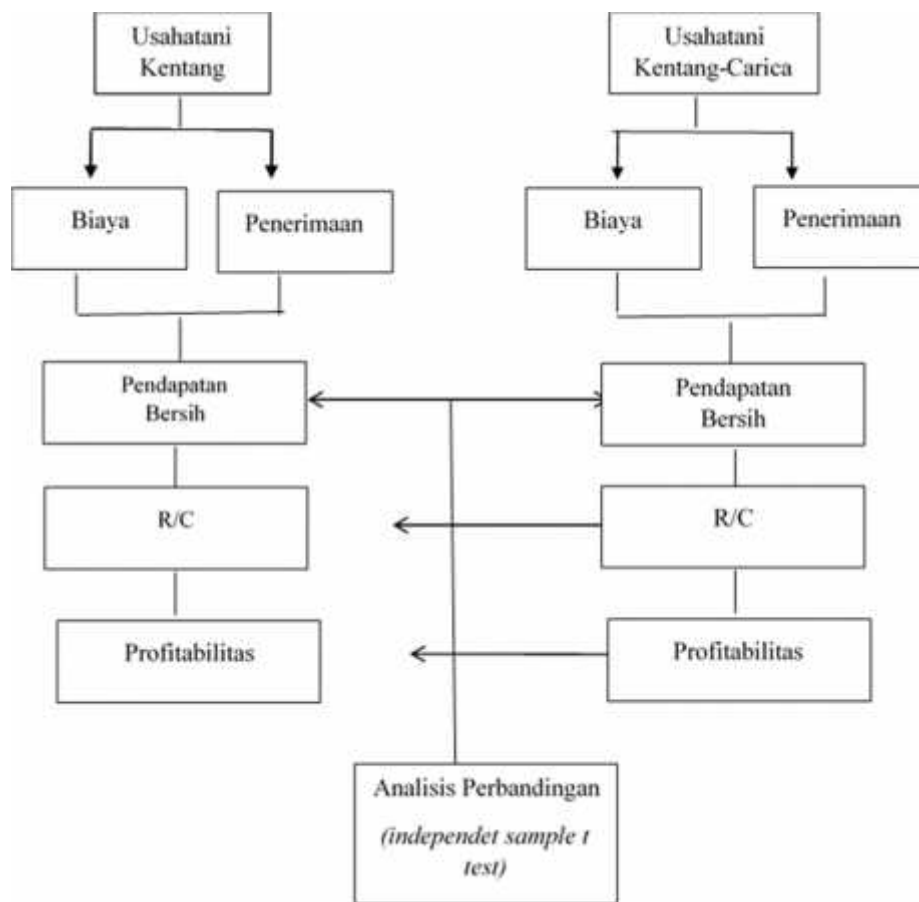 Usahatani
Kentang
Usahatani
Kentang-Carica
Biaya
Penerimaan
Biaya
Penerimaan
Pendapatan
Bersih
Pendapatan
Bersih
R/C
R/C
Profitabilitas
Profitabilitas
Analisis Perbandingan
(independet sample t
test)